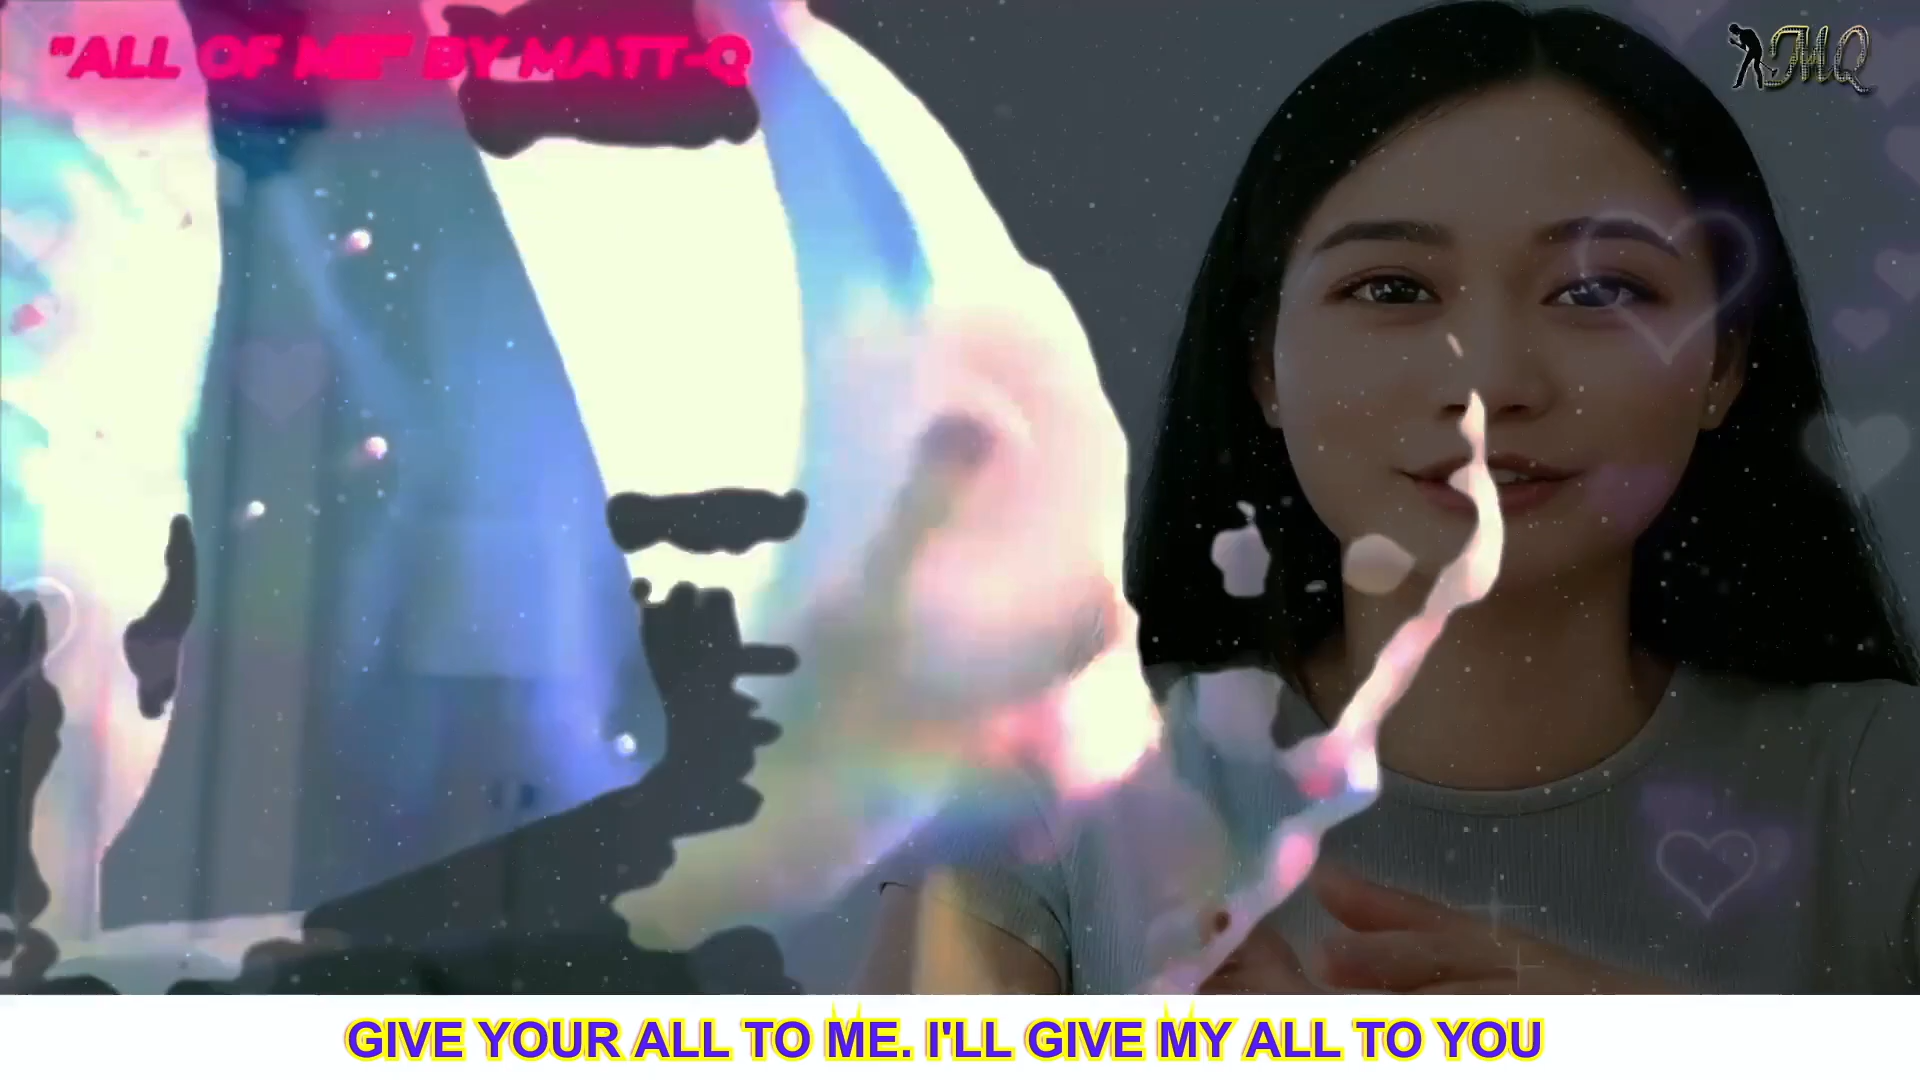 "ALL OF ME" BY MATT-Q
MQ
GIVE YOUR ALL TO ME. I'LL GIVE MY ALL TO YOU